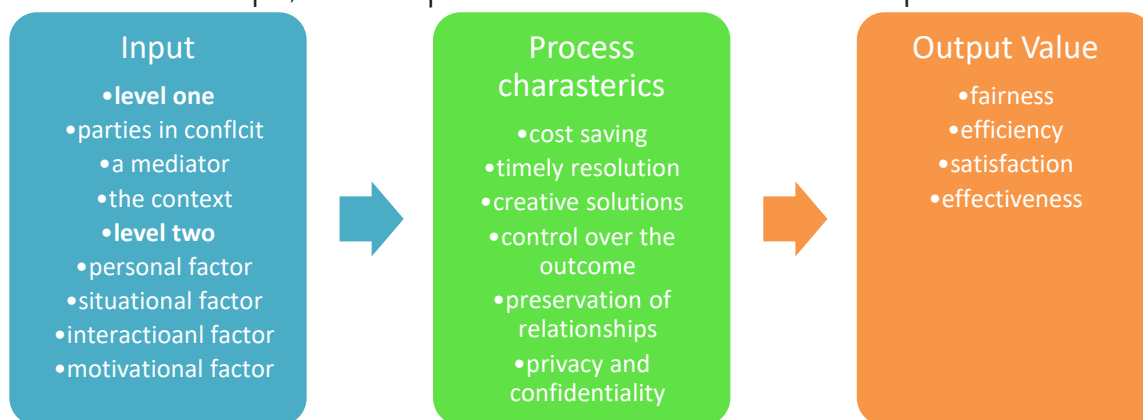 Input
•level one
•parties in conflcit
•a mediator
•the context
•level two
•personal factor
•situational factor
•interactioanl factor
•motivational factor
Process
charasterics
•cost saving
•timely resolution
•creative solutions
•control over the
outcome
•preservation of
relationships
•privacy and
confidentiality
Output Value
•fairness
•efficiency
•satisfaction
•effectiveness